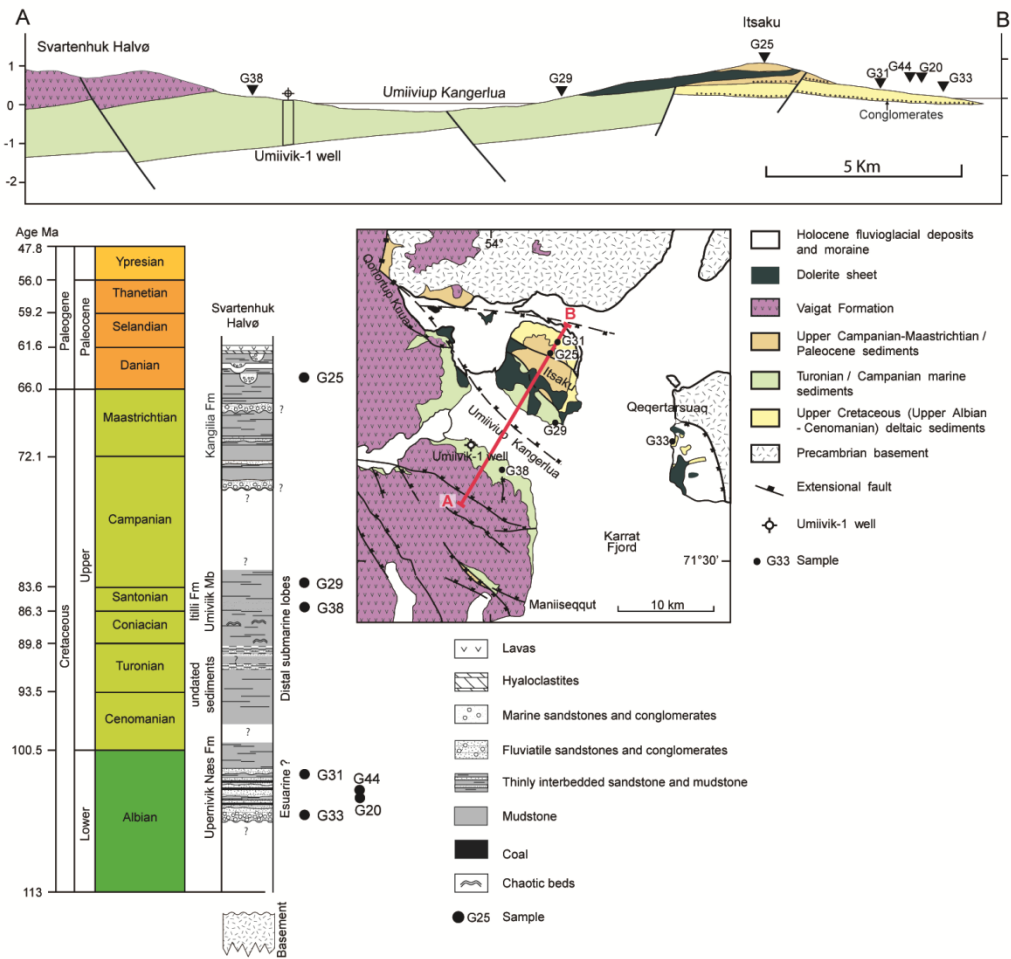 A
B
Svartenhuk Halvø
Itsaku
G25
G38
G29
G44
G20
G31
G33
Umiiviup Kangerlua
1
0
-1
-2
Umiivik-1 well
Conglomerates
5 Km
Age Ma
47.8
Ypresian
56.0
Thanetian
59.2
Selandian
61.6
Danian
66.0
Maastrichtian
72.1
Campanian
83.6
Santonian
86.3
Coniacian
89.8
Turonian
93.5
Cenomanian
100.5
Albian
113
Paleogene
Paleocene
Cretaceous
Upper
Lower
Svartenhuk
Halvø
Kangilia Fm
Itilli Fm
Umiviik Mb
undated
sediments
Upernivik Næs Fm
Distal submarine lobes
Esuarine ?
?
?
?
?
?
?
Basement
G25
G29
G38
G31
G44
G20
G33
54°
Qorlortup Kuua
B
G31
G25
Itsaku
G29
Umiiviup Kangerlua
Umiivik-1 well
G38
A
Qeqertarsuaq
G33
Karrat
Fjord
71°30'
Maniiseqqut
10 km
Holocene fluvioglacial deposits
and moraine
Dolerite sheet
Vaigat Formation
Upper Campanian-Maastrichtian /
Paleocene sediments
Turonian / Campanian marine
sediments
Upper Cretaceous (Upper Albian
- Cenomanian) deltaic sediments
Precambrian basement
Extensional fault
Umiivik-1 well
G33 Sample
Lavas
Hyaloclastites
Marine sandstones and conglomerates
Fluviatile sandstones and conglomerates
Thinly interbedded sandstone and mudstone
Mudstone
Coal
Chaotic beds
G25 Sample